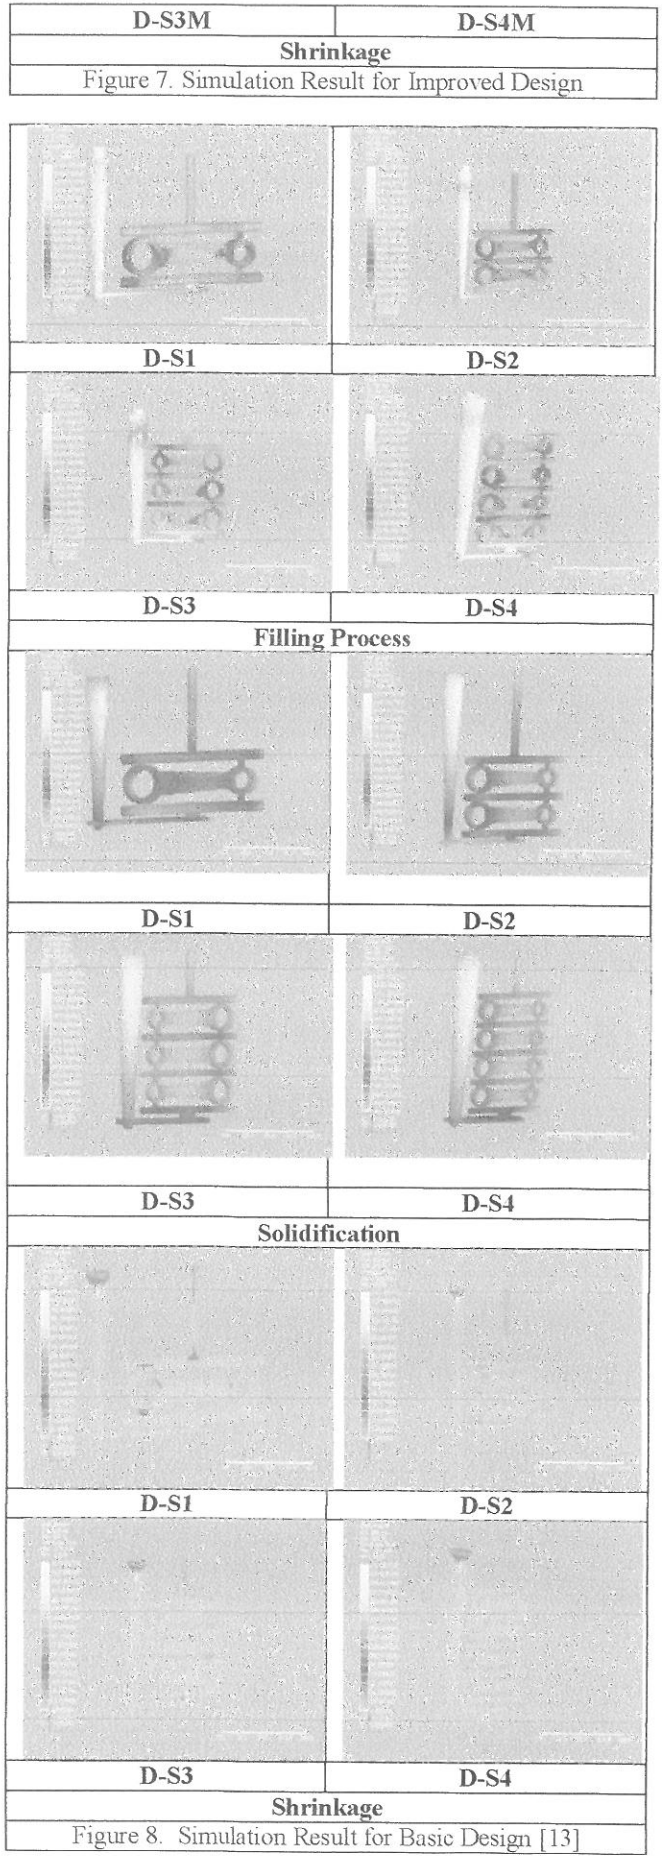 D-S3M D-S4M
Shrinkage
Figure 7. Simulation Result for Improved Design
D-S1 D-S2
D-S3 D-S4
Filling Process
D-S1 D-S2
D-S3 D-S4
Solidification
D-S1 D-S2
D-S3 D-S4
Shrinkage
Figure 8. Simulation Result for Basic Design [13]